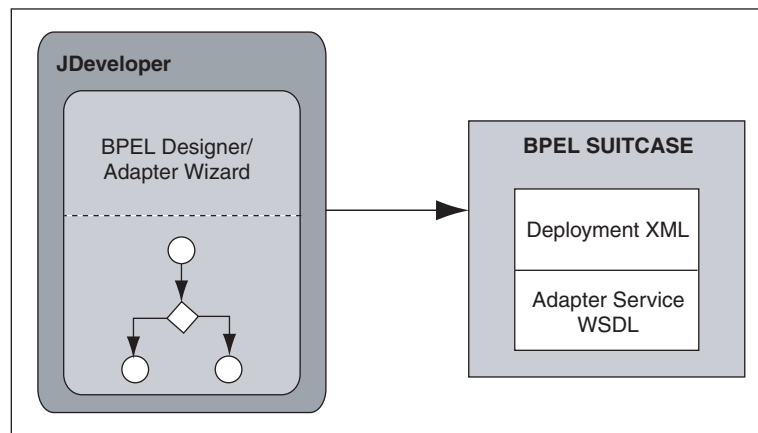 JDeveloper
BPEL Designer/
Adapter Wizard
BPEL SUITCASE
Deployment XML
Adapter Service
WSDL